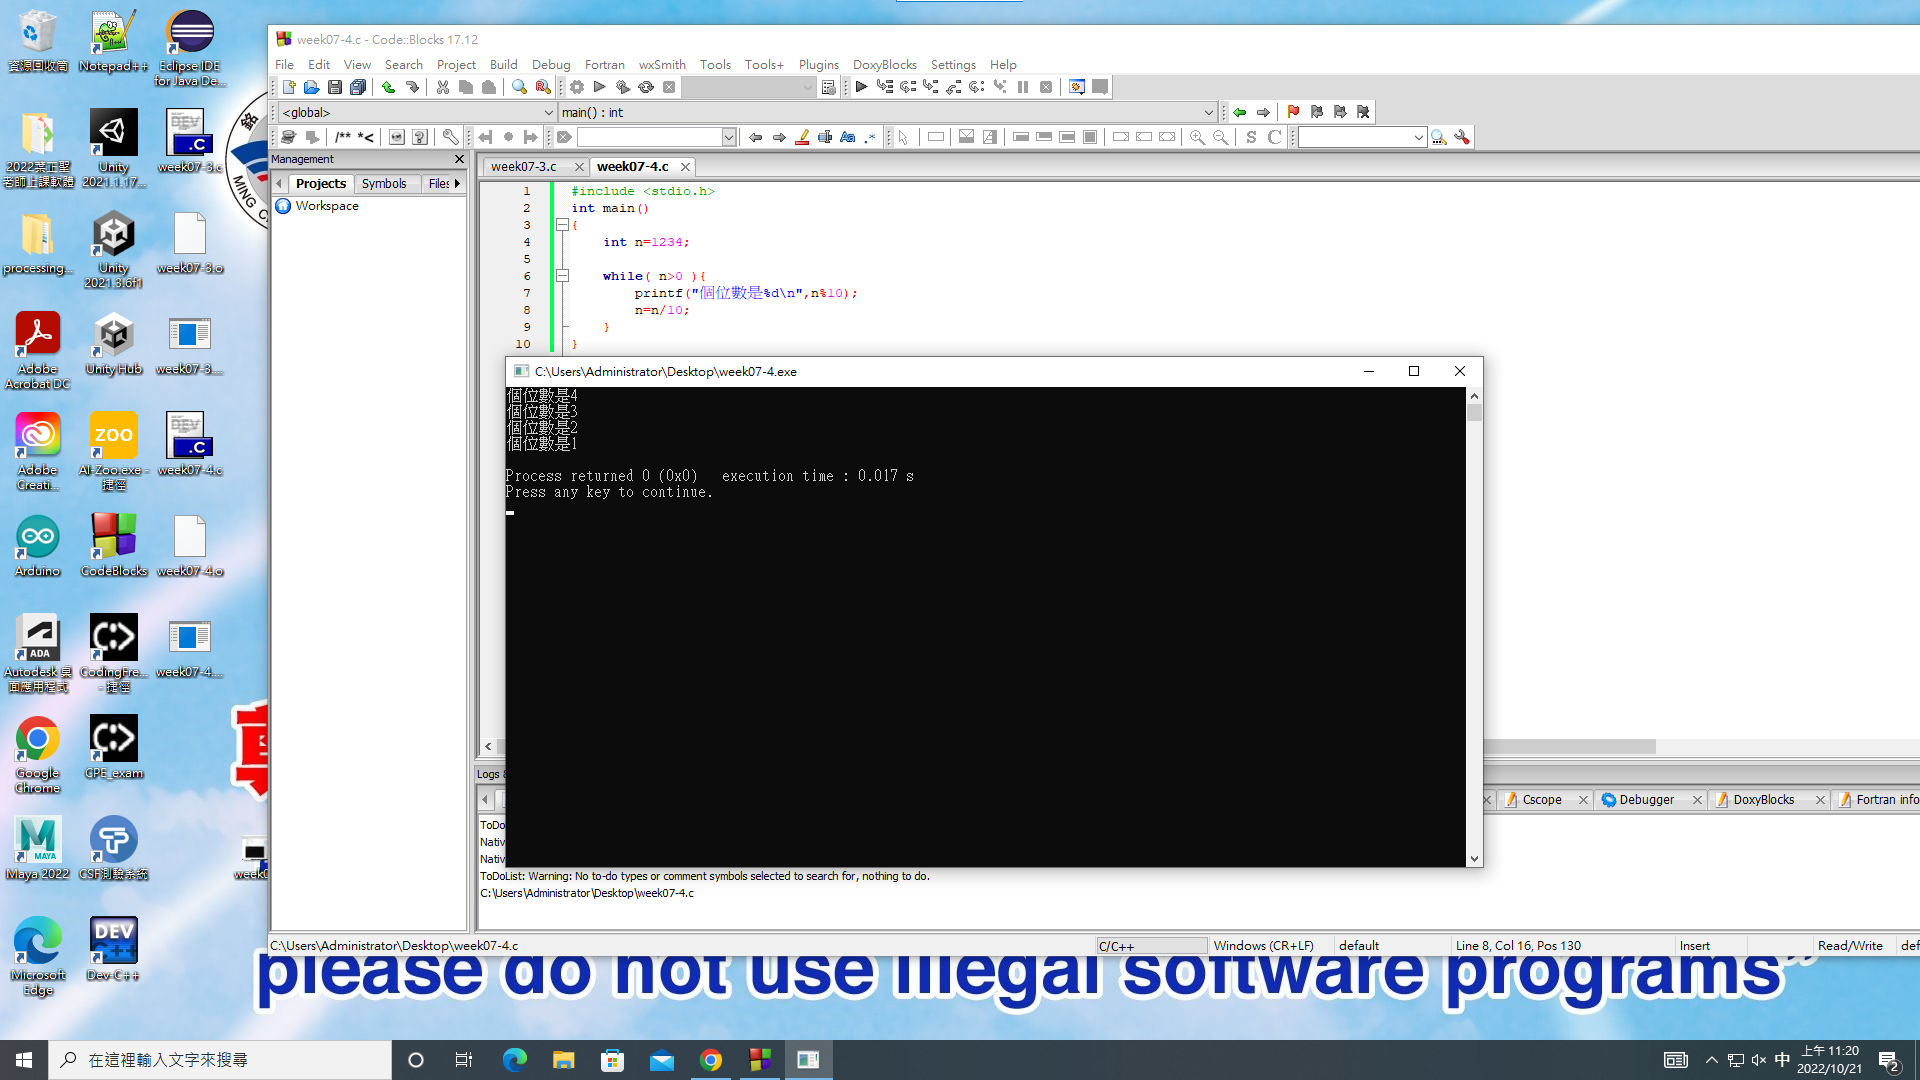 資源回收筒
Notepad++
Eclipse IDE
for Java De...
2022葉正聖
老師上課軟體
Unity
2021.1.17...
week07-3.c
processing...
Unity
2021.3.6f1
week07-3.o
Adobe
Acrobat DC
Unity Hub
week07-3....
Adobe
Creati...
AI-Zoo.exe -
捷徑
week07-4.c
Arduino
CodeBlocks
week07-4.o
Autodesk 桌
面應用程式
CodingFre...
- 捷徑
week07-4....
Google
Chrome
CPE_exam
Maya 2022
CSF測驗系統
Microsoft
Edge
Dev-C++
week07-4.c - Code::Blocks 17.12
File Edit View Search Project Build Debug Fortran wxSmith Tools Tools+ Plugins DoxyBlocks Settings Help
<global>
main() : int
Management
Projects Symbols Files
Workspace
week07-3.c
week07-4.c
1 #include <stdio.h>
2 int main()
3 {
4 int n=1234;
5
6 while( n>0 ){
7 printf("個位數是%d\n",n%10);
8 n=n/10;
9 }
10 }
C:\Users\Administrator\Desktop\week07-4.exe
個位數是4
個位數是3
個位數是2
個位數是1
Process returned 0 (0x0)   execution time : 0.017 s
Press any key to continue.
Logs
Cscope Debugger DoxyBlocks Fortran info
ToDo
Nativ
Nativ
ToDoList: Warning: No to-do types or comment symbols selected to search for, nothing to do.
C:\Users\Administrator\Desktop\week07-4.c
C:\Users\Administrator\Desktop\week07-4.c
C/C++
Windows (CR+LF)
default
Line 8, Col 16, Pos 130
Insert
Read/Write
def
please do not use illegal software programs”
在這裡輸入文字來搜尋
中
上午 11:20
2022/10/21
2